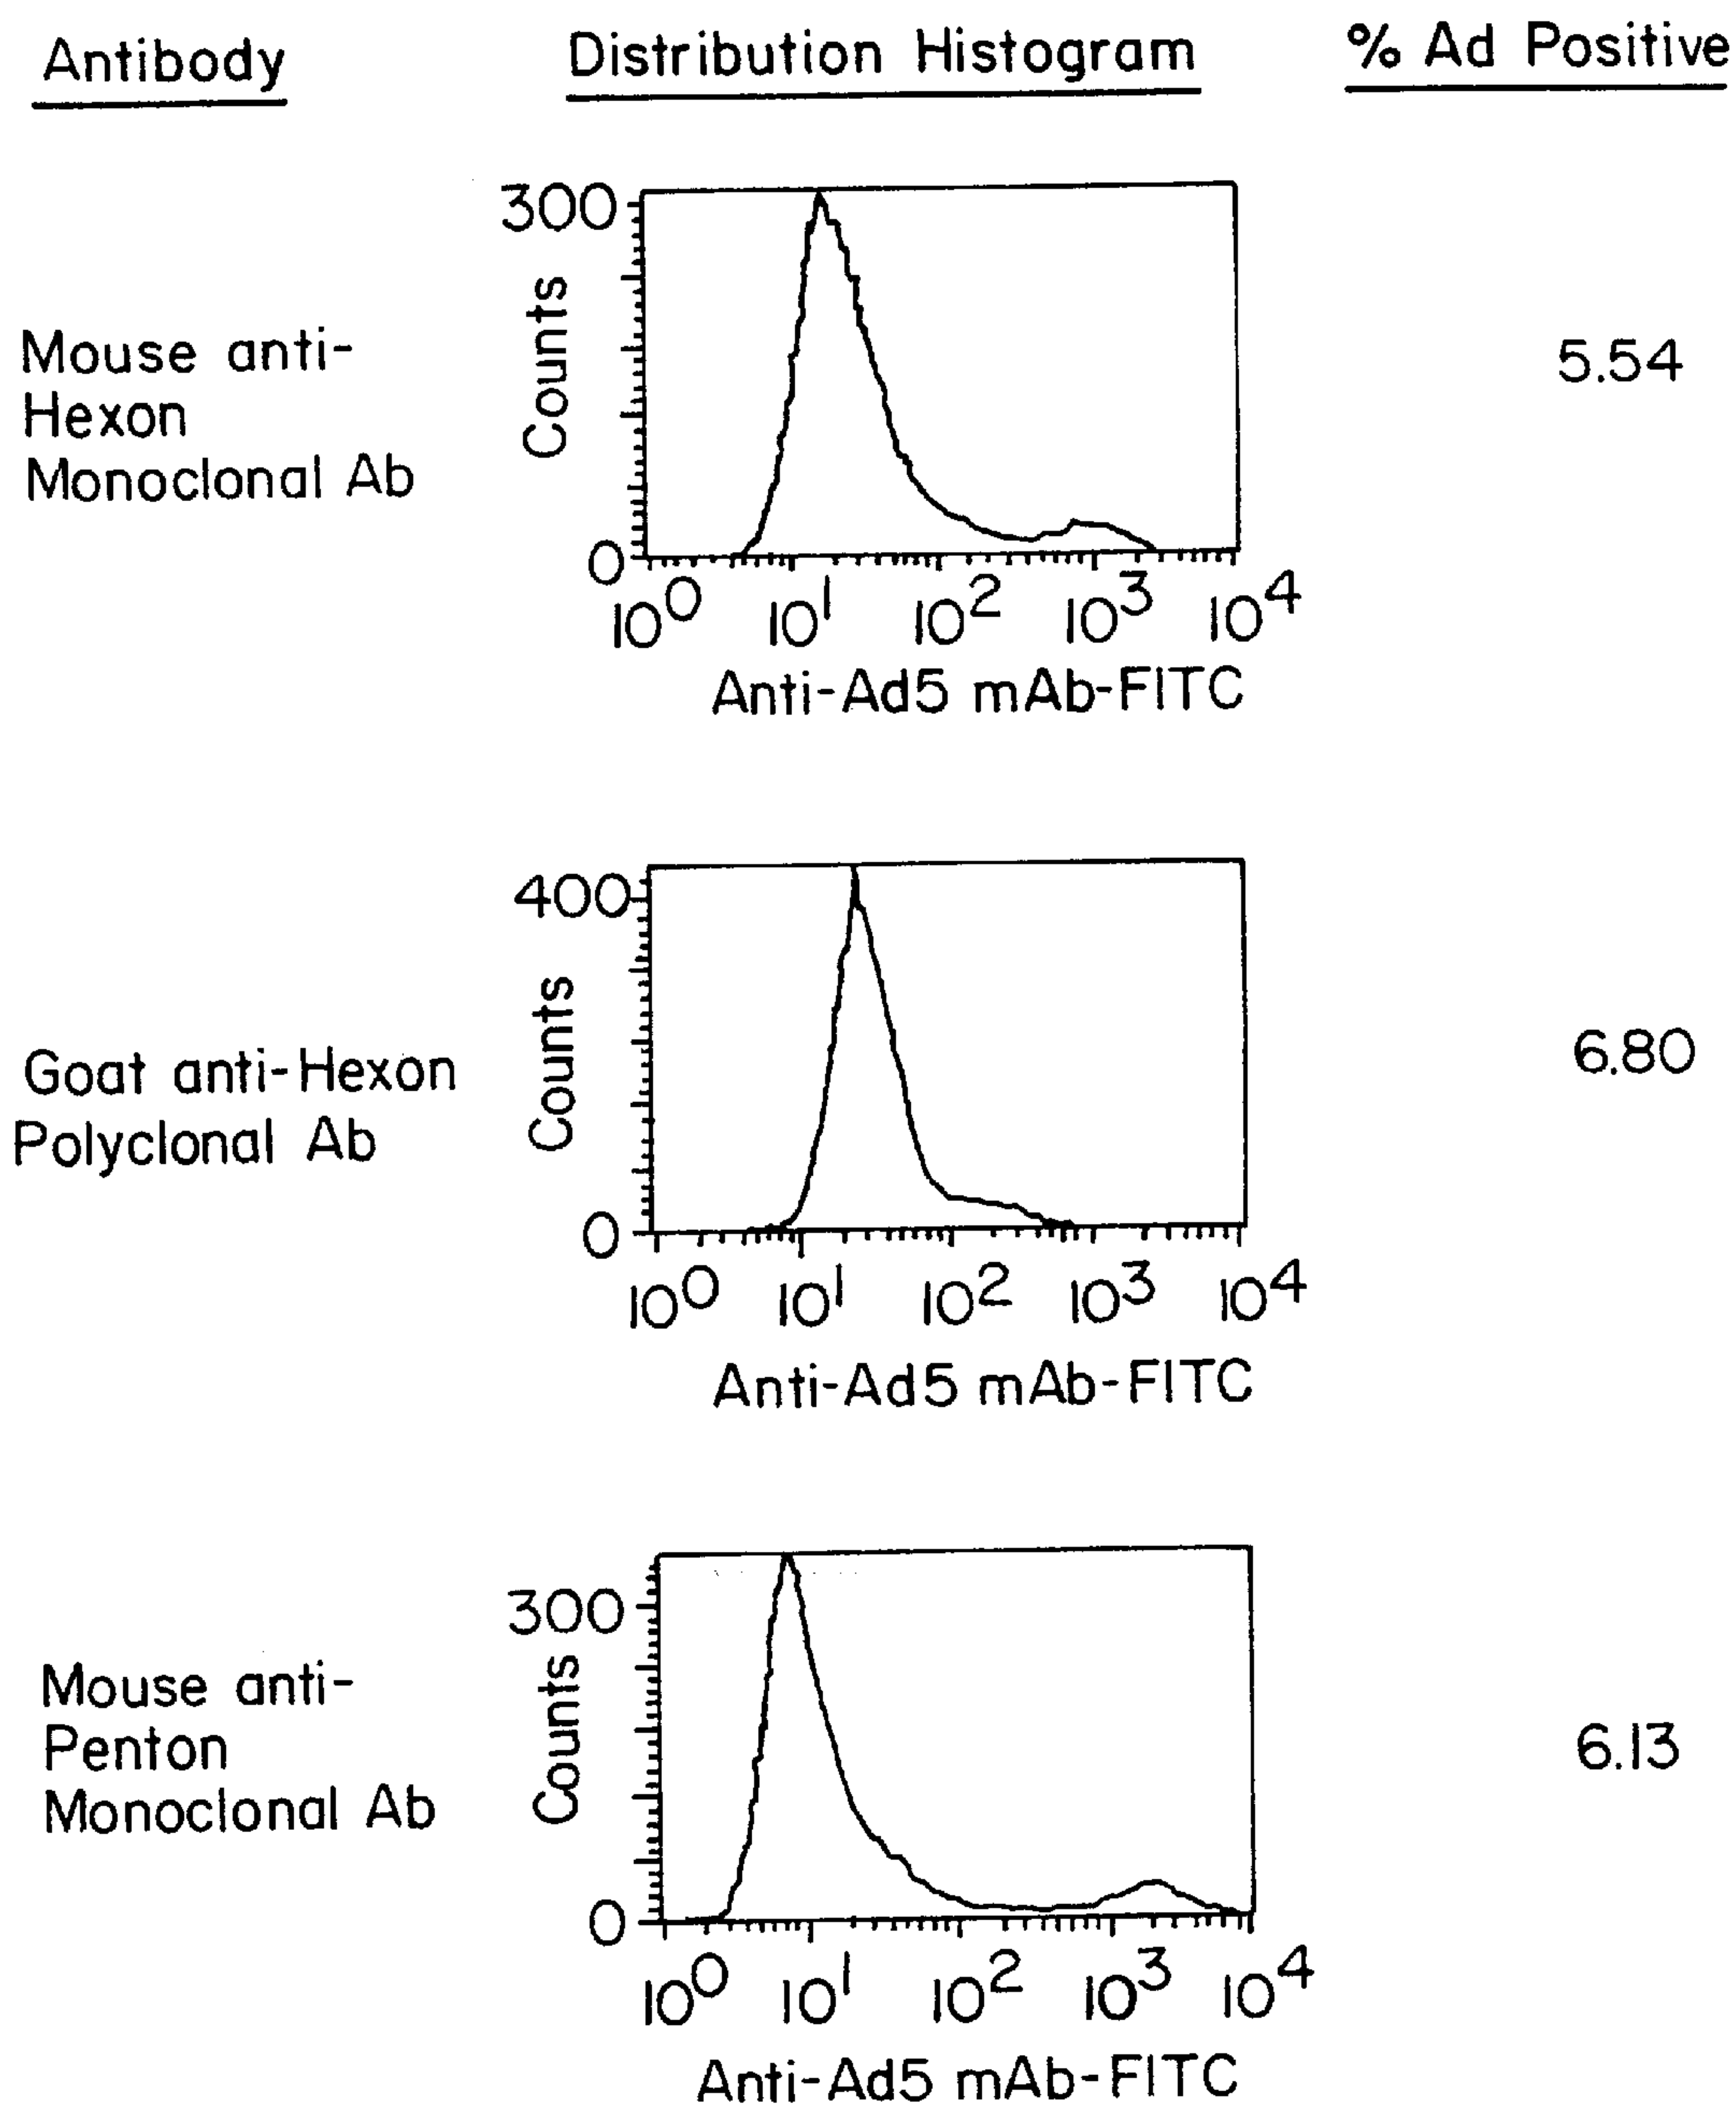 Antibody
Distribution Histogram
% Ad Positive
Mouse anti-
Hexon
Monoclonal Ab
300
Counts
0
10^0 10^1 10^2 10^3 10^4
Anti-Ad5 mAb-FITC
5.54
Goat anti-Hexon
Polyclonal Ab
400
Counts
0
10^0 10^1 10^2 10^3 10^4
Anti-Ad5 mAb-FITC
6.80
Mouse anti-
Penton
Monoclonal Ab
300
Counts
0
10^0 10^1 10^2 10^3 10^4
Anti-Ad5 mAb-FITC
6.13